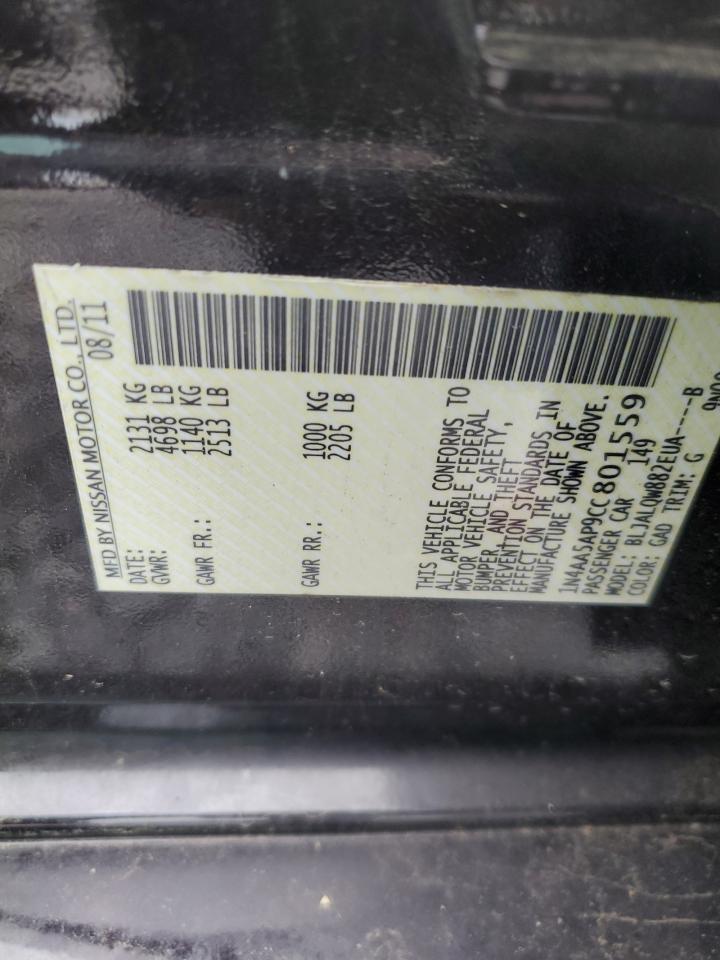 MFD BY NISSAN MOTOR CO., LTD.
DATE: 08/11
GVWR: 2131 KG
4698 LB
GAWR FR.: 1140 KG
2513 LB
GAWR RR.: 1000 KG
2205 LB
THIS VEHICLE CONFORMS TO
ALL APPLICABLE FEDERAL
MOTOR VEHICLE SAFETY,
BUMPER, AND THEFT
PREVENTION STANDARDS IN
EFFECT ON THE DATE OF
MANUFACTURE SHOWN ABOVE.
1N4AA5AP9CC801559
PASSENGER CAR 149
MODEL: BLJALQW882EUA-----B
COLOR: GAD TRIM: G